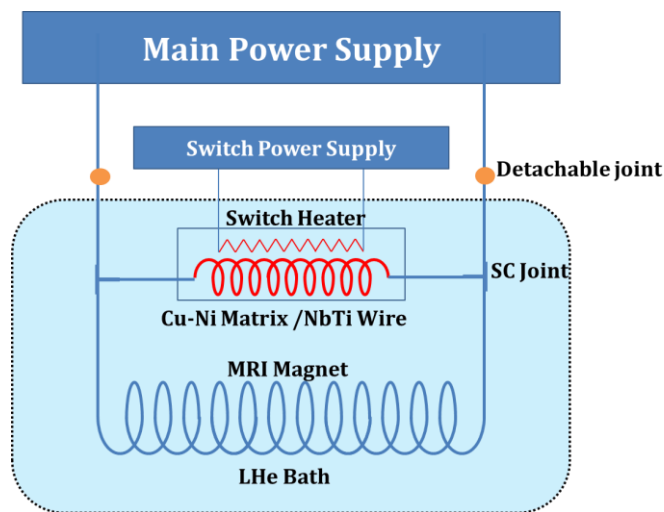 Main Power Supply
Switch Power Supply
Detachable joint
Switch Heater
SC Joint
Cu-Ni Matrix /NbTi Wire
MRI Magnet
LHe Bath